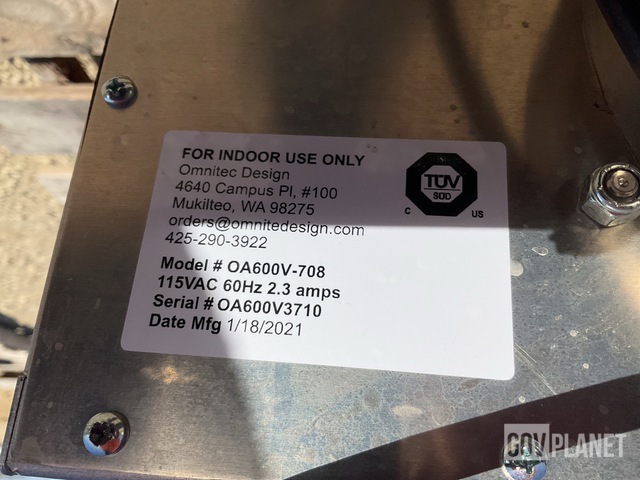 FOR INDOOR USE ONLY
Omnitec Design
4640 Campus Pl, #100
Mukilteo, WA 98275
orders@omnitedesign.com
425-290-3922
TÜV
SÜD
C US
Model # OA600V-708
115VAC 60Hz 2.3 amps
Serial # OA600V3710
Date Mfg 1/18/2021
GOVPLANET